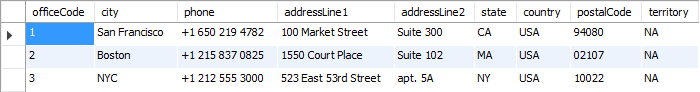 officeCode city phone addressLine1 addressLine2 state country postalCode territory
1 San Francisco +1 650 219 4782 100 Market Street Suite 300 CA USA 94080 NA
2 Boston +1 215 837 0825 1550 Court Place Suite 102 MA USA 02107 NA
3 NYC +1 212 555 3000 523 East 53rd Street apt. 5A NY USA 10022 NA